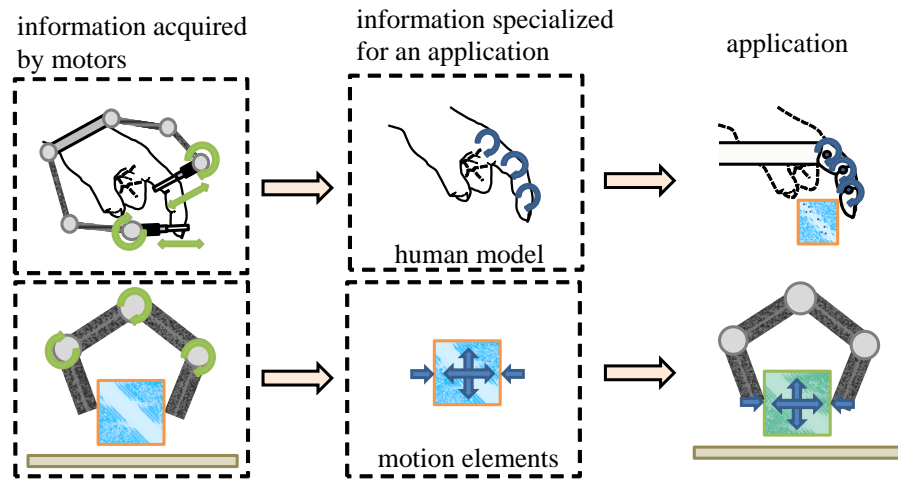 information acquired
by motors
information specialized
for an application
application
human model
motion elements